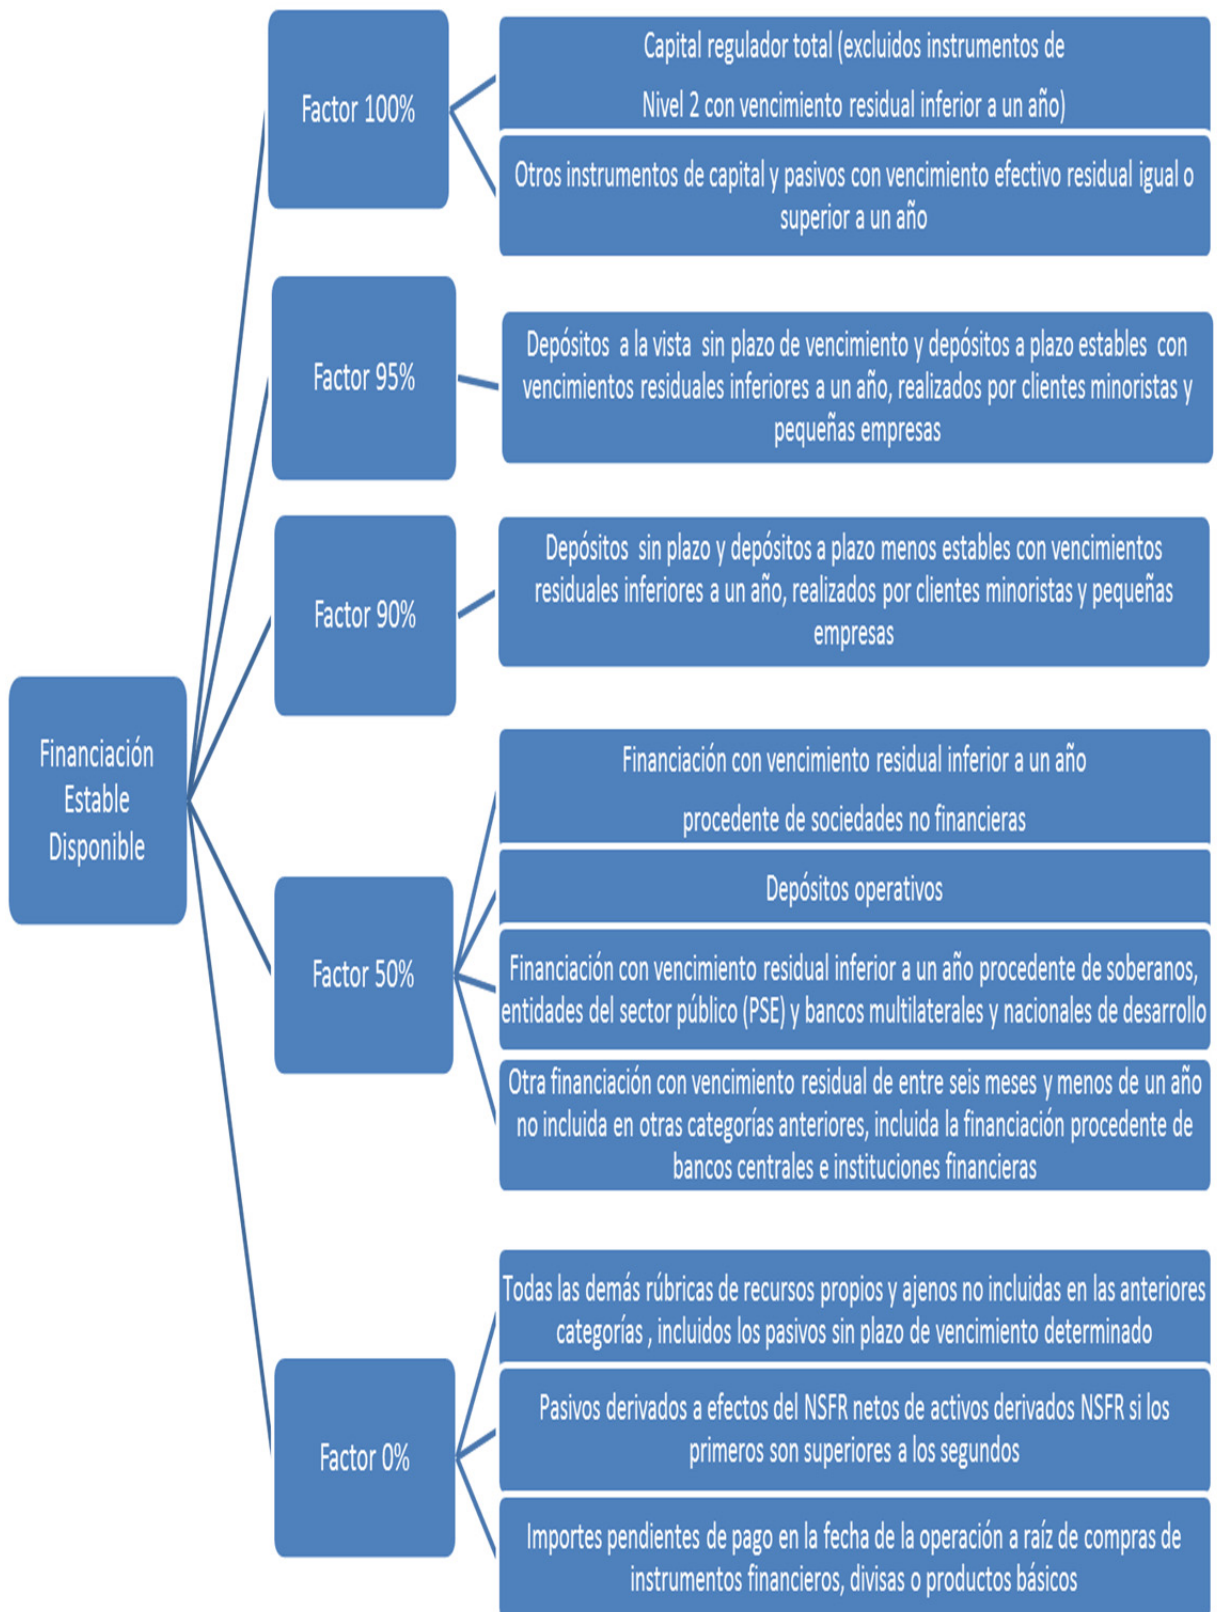 Factor 100%
Capital regulador total (excluidos instrumentos de
Nivel 2 con vencimiento residual inferior a un año)
Otros instrumentos de capital y pasivos con vencimiento efectivo residual igual o
superior a un año
Factor 95%
Depósitos a la vista sin plazo de vencimiento y depósitos a plazo estables con
vencimientos residuales inferiores a un año, realizados por clientes minoristas y
pequeñas empresas
Factor 90%
Depósitos sin plazo y depósitos a plazo menos estables con vencimientos
residuales inferiores a un año, realizados por clientes minoristas y pequeñas
empresas
Financiación
Estable
Disponible
Factor 50%
Financiación con vencimiento residual inferior a un año
procedente de sociedades no financieras
Depósitos operativos
Financiación con vencimiento residual inferior a un año procedente de soberanos,
entidades del sector público (PSE) y bancos multilaterales y nacionales de desarrollo
Otra financiación con vencimiento residual de entre seis meses y menos de un año
no incluida en otras categorías anteriores, incluida la financiación procedente de
bancos centrales e instituciones financieras
Factor 0%
Todas las demás rúbricas de recursos propios y ajenos no incluidas en las anteriores
categorías , incluidos los pasivos sin plazo de vencimiento determinado
Pasivos derivados a efectos del NSFR netos de activos derivados NSFR si los
primeros son superiores a los segundos
Importes pendientes de pago en la fecha de la operación a raíz de compras de
instrumentos financieros, divisas o productos básicos